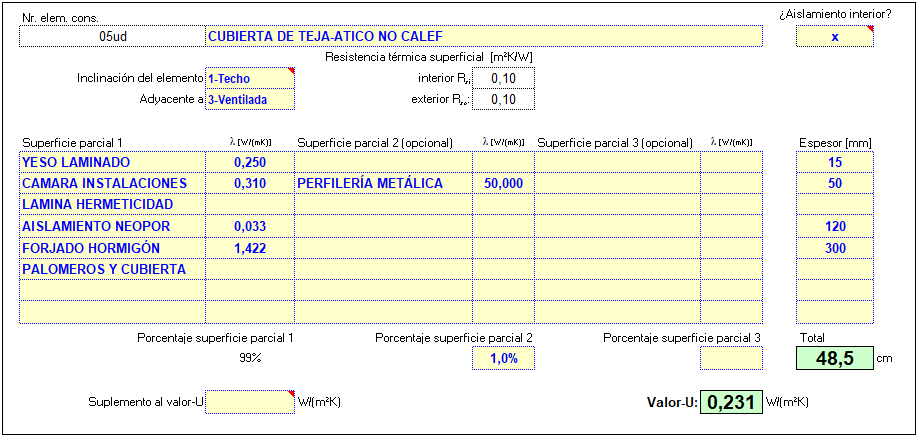 Nr. elem. cons. ¿Aislamiento interior?
05ud CUBIERTA DE TEJA-ATICO NO CALEF x
Resistencia térmica superficial [m²K/W]
Inclinación del elemento 1-Techo interior Rsi 0,10
Adyacente a 3-Ventilada exterior Rse: 0,10
Superficie parcial 1 λ [W/(mK)] Superficie parcial 2 (opcional) λ [W/(mK)] Superficie parcial 3 (opcional) λ [W/(mK)] Espesor [mm]
YESO LAMINADO 0,250 15
CAMARA INSTALACIONES 0,310 PERFILERÍA METÁLICA 50,000 50
LAMINA HERMETICIDAD
AISLAMIENTO NEOPOR 0,033 120
FORJADO HORMIGÓN 1,422 300
PALOMEROS Y CUBIERTA
Porcentaje superficie parcial 1 Porcentaje superficie parcial 2 Porcentaje superficie parcial 3 Total
99% 1,0% 48,5 cm
Suplemento al valor-U W/(m²K) Valor-U: 0,231 W/(m²K)